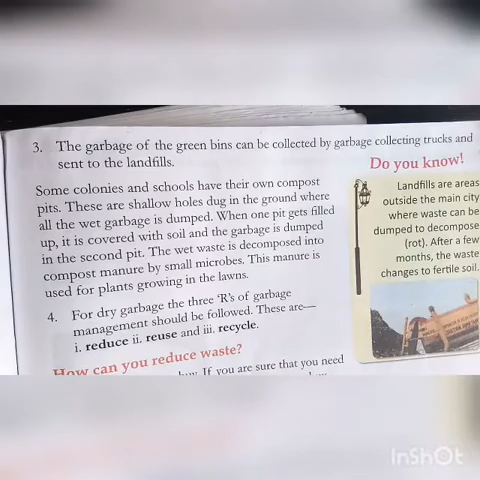 3. The garbage of the green bins can be collected by garbage collecting trucks and
sent to the landfills.
Some colonies and schools have their own compost
pits. These are shallow holes dug in the ground where
all the wet garbage is dumped. When one pit gets filled
up, it is covered with soil and the garbage is dumped
in the second pit. The wet waste is decomposed into
compost manure by small microbes. This manure is
used for plants growing in the lawns.
4. For dry garbage the three ‘R’s of garbage
management should be followed. These are—
i. reduce ii. reuse and iii. recycle.
How can you reduce waste?
If you are sure that you need
Do you know!
Landfills are areas
outside the main city
where waste can be
dumped to decompose
(rot). After a few
months, the waste
changes to fertile soil.
InShOt